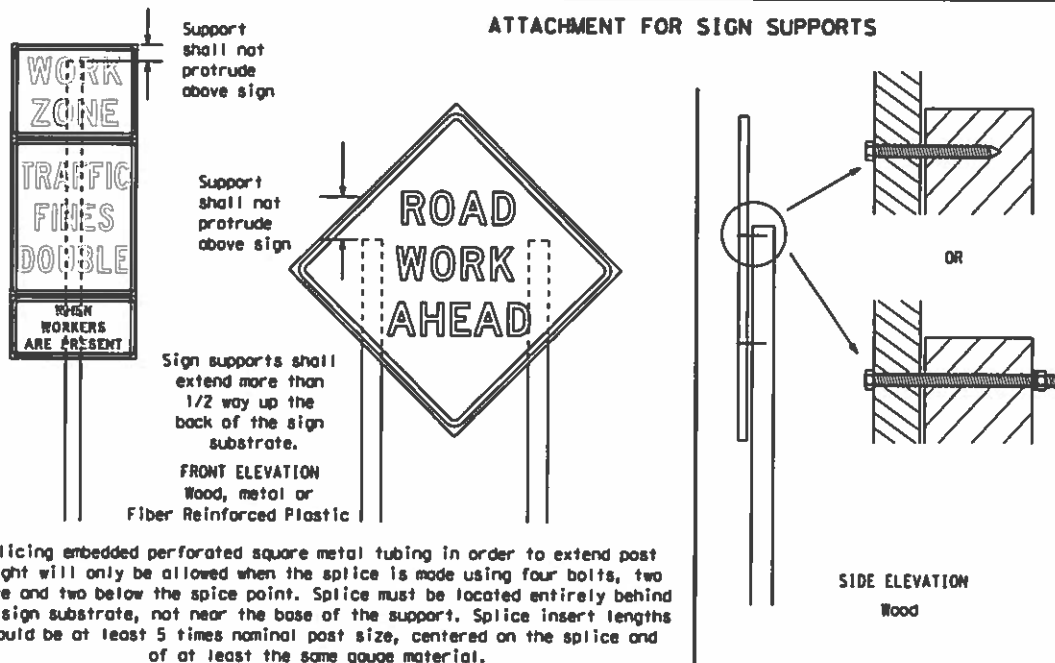 ATTACHMENT FOR SIGN SUPPORTS
Support
shall not
protrude
above sign
WORK
ZONE
TRAFFIC
FINES
DOUBLE
WHEN
WORKERS
ARE PRESENT
Support
shall not
protrude
above sign
ROAD
WORK
AHEAD
Sign supports shall
extend more than
1/2 way up the
back of the sign
substrate.
FRONT ELEVATION
Wood, metal or
Fiber Reinforced Plastic
OR
SIDE ELEVATION
Wood
licing embedded perforated square metal tubing in order to extend post
ght will only be allowed when the splice is made using four bolts, two
e and two below the spice point. Splice must be located entirely behind
sign substrate, not near the base of the support. Splice insert lengths
ould be at least 5 times nominal post size, centered on the splice and
of at least the same gauge material.